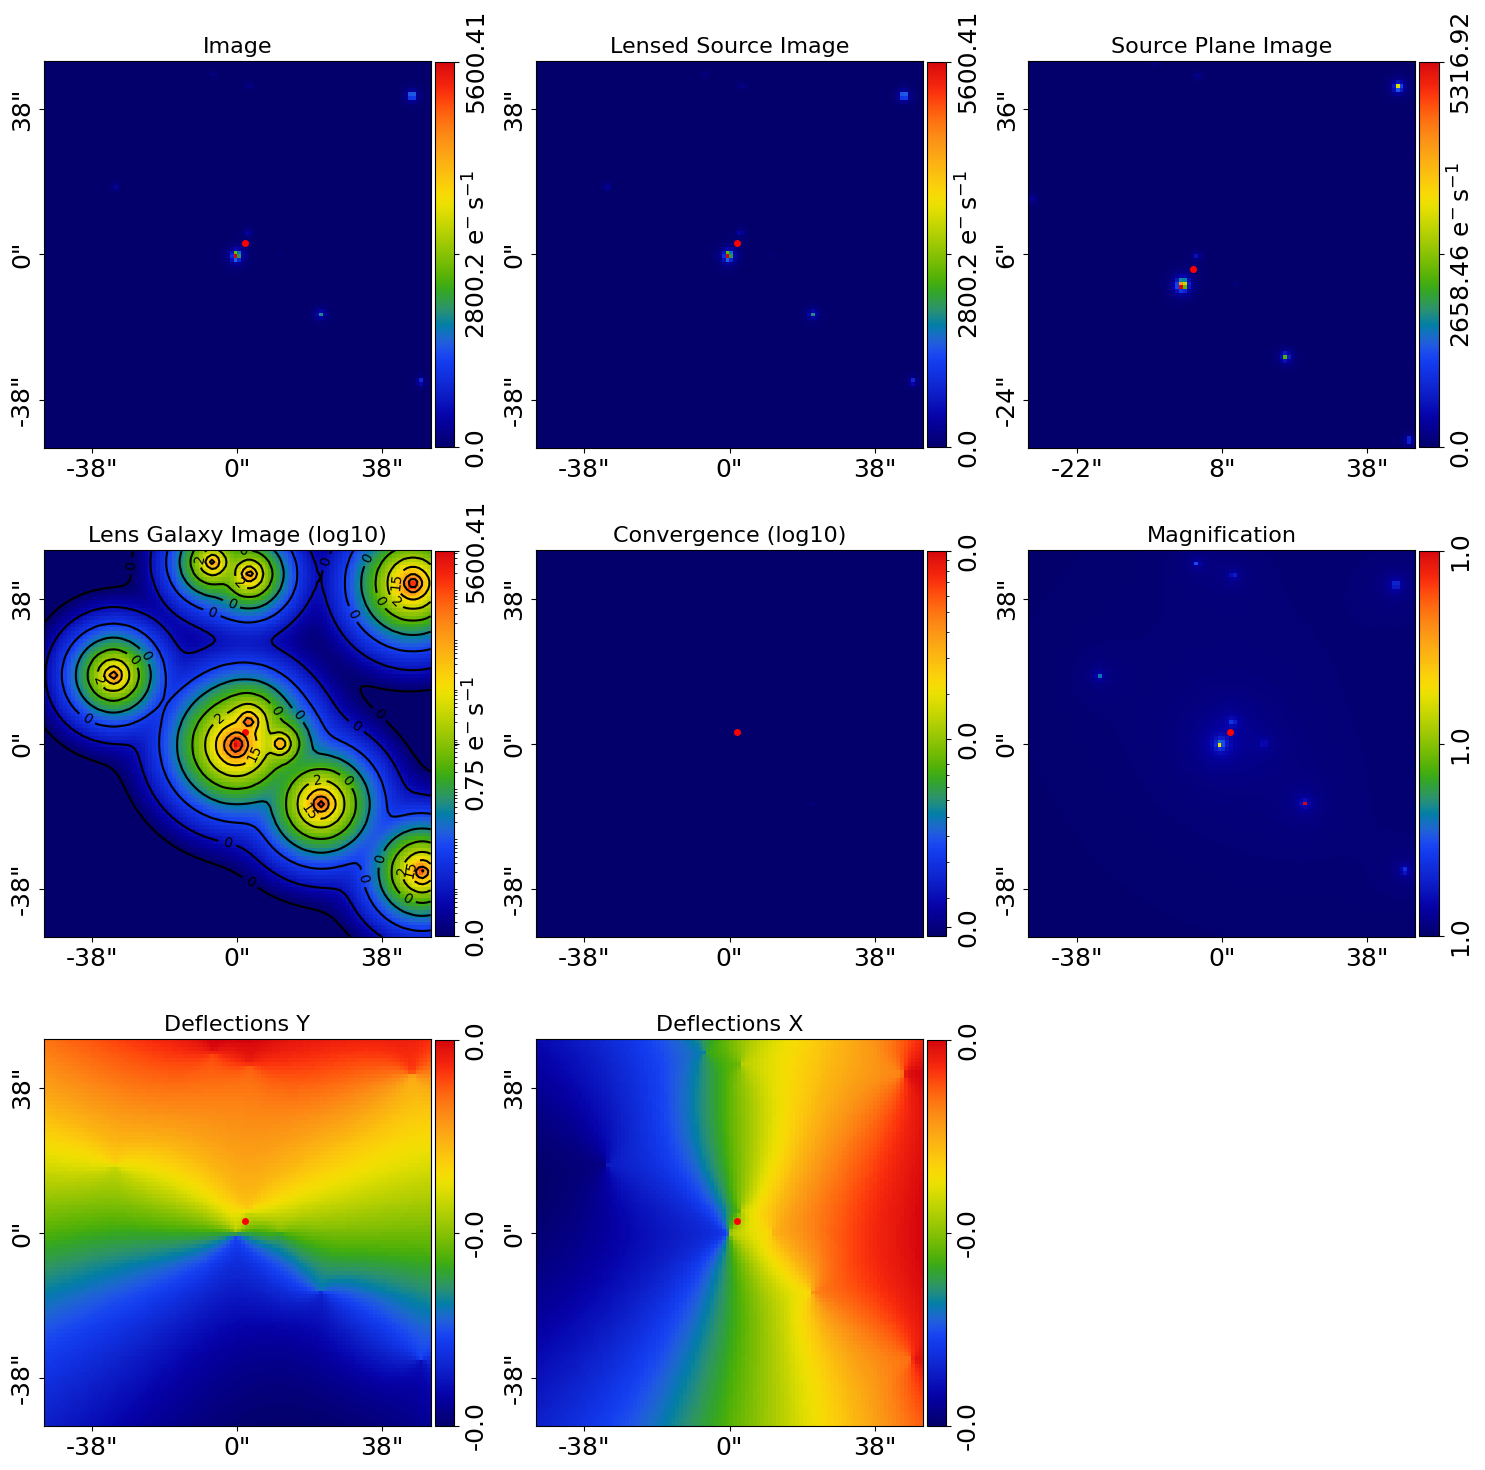 Image
38"
0"
-38"
-38" 0" 38"
0.0 2800.2 e⁻ s⁻¹ 5600.41
Lensed Source Image
38"
0"
-38"
-38" 0" 38"
0.0 2800.2 e⁻ s⁻¹ 5600.41
Source Plane Image
36"
6"
-24"
-22" 8" 38"
0.0 2658.46 e⁻ s⁻¹ 5316.92
Lens Galaxy Image (log10)
38"
0"
-38"
-38" 0" 38"
0.0 0.75 e⁻ s⁻¹ 5600.41
Convergence (log10)
38"
0"
-38"
-38" 0" 38"
0.0 0.0 0.0
Magnification
38"
0"
-38"
-38" 0" 38"
1.0 1.0 1.0
Deflections Y
38"
0"
-38"
-38" 0" 38"
-0.0 -0.0 0.0
Deflections X
38"
0"
-38"
-38" 0" 38"
-0.0 -0.0 0.0